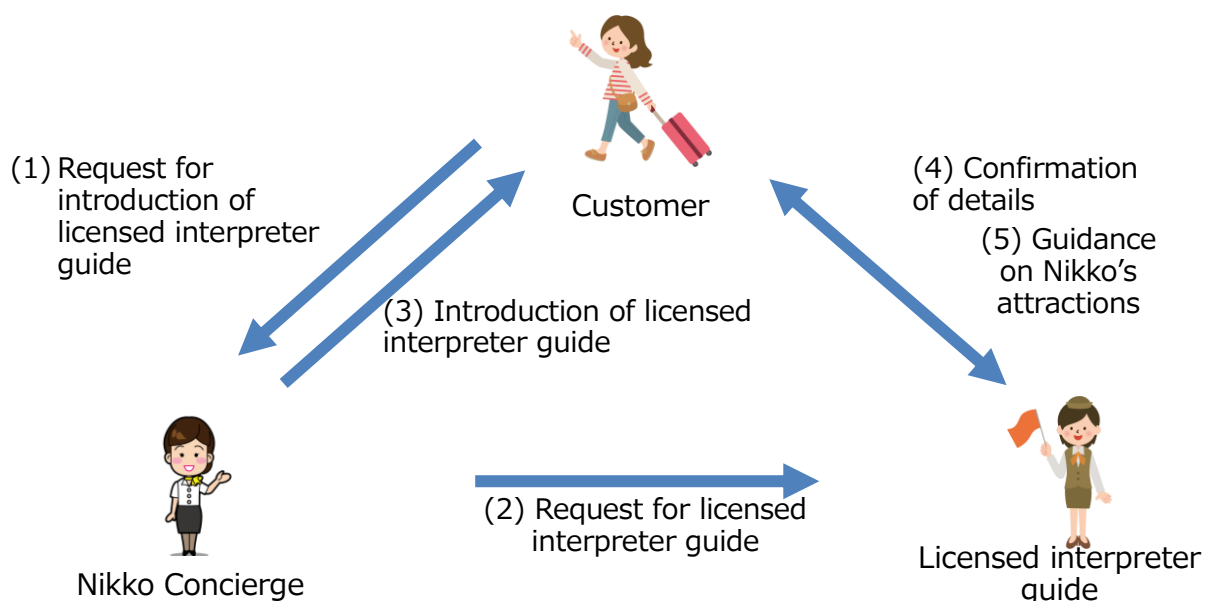 Customer
(1) Request for
introduction of
licensed interpreter
guide
(4) Confirmation
of details
(5) Guidance
on Nikko's
attractions
(3) Introduction of licensed
interpreter guide
(2) Request for licensed
interpreter guide
Nikko Concierge
Licensed interpreter
guide